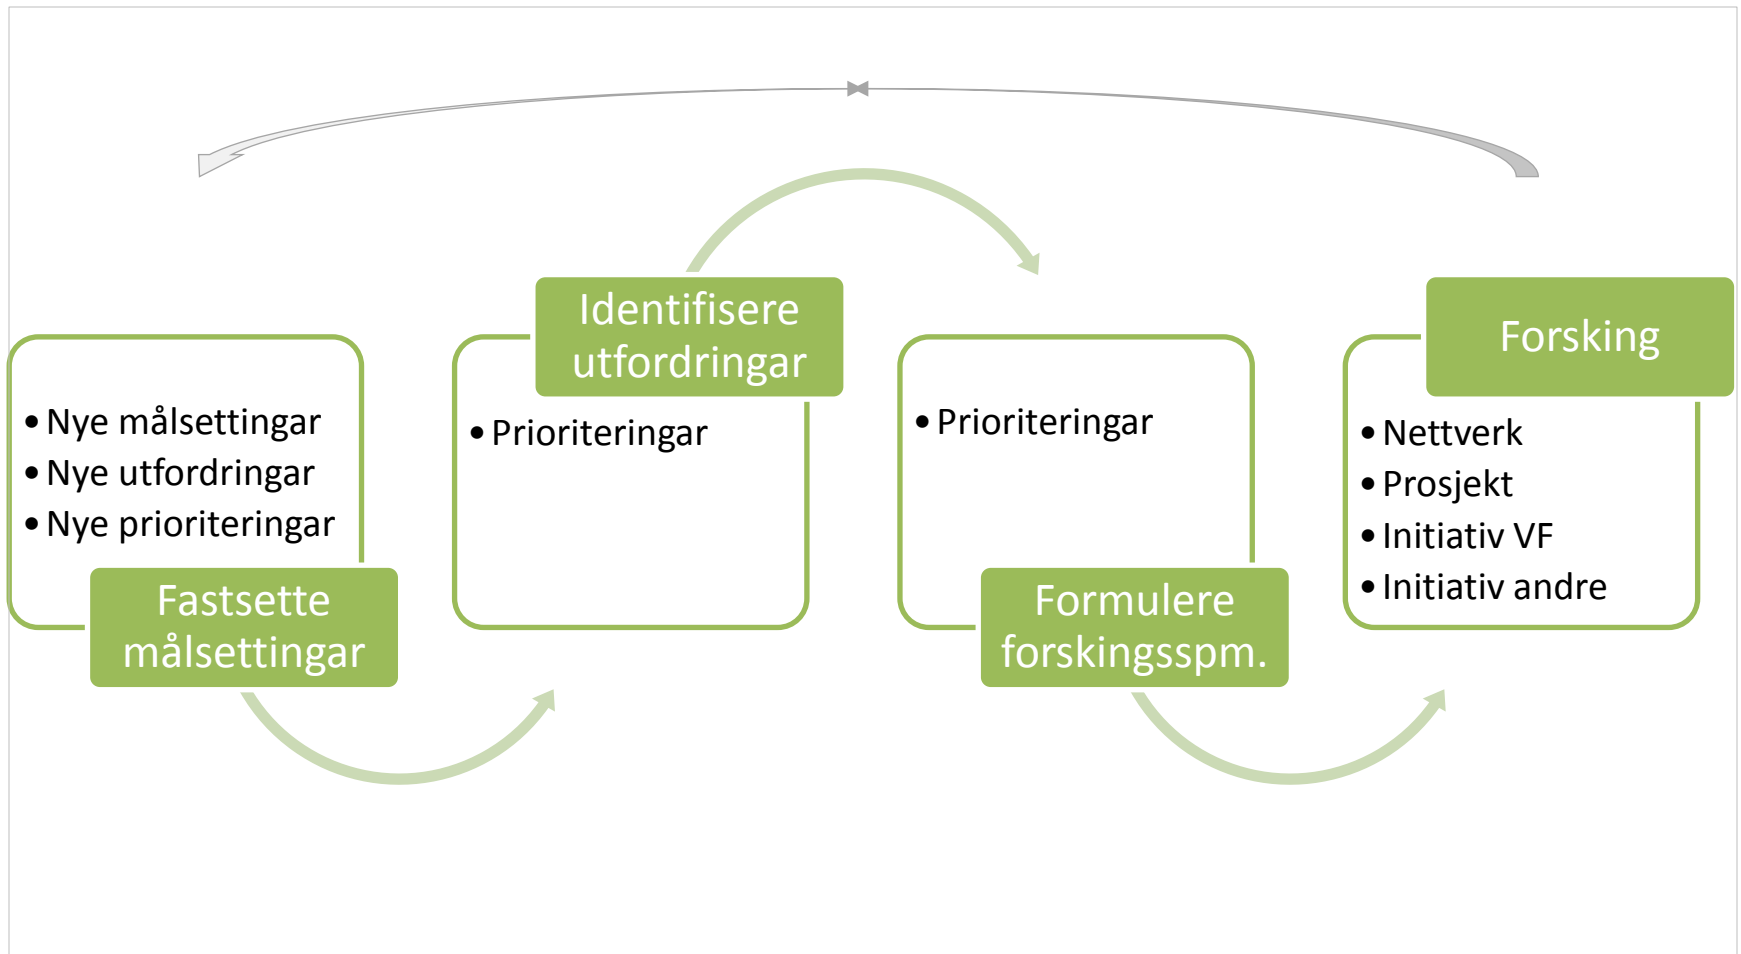 • Nye målsettingar
• Nye utfordringar
• Nye prioriteringar
Fastsette
målsettingar
Identifisere
utfordringar
• Prioriteringar
• Prioriteringar
Formulere
forskingsspm.
Forsking
• Nettverk
• Prosjekt
• Initiativ VF
• Initiativ andre